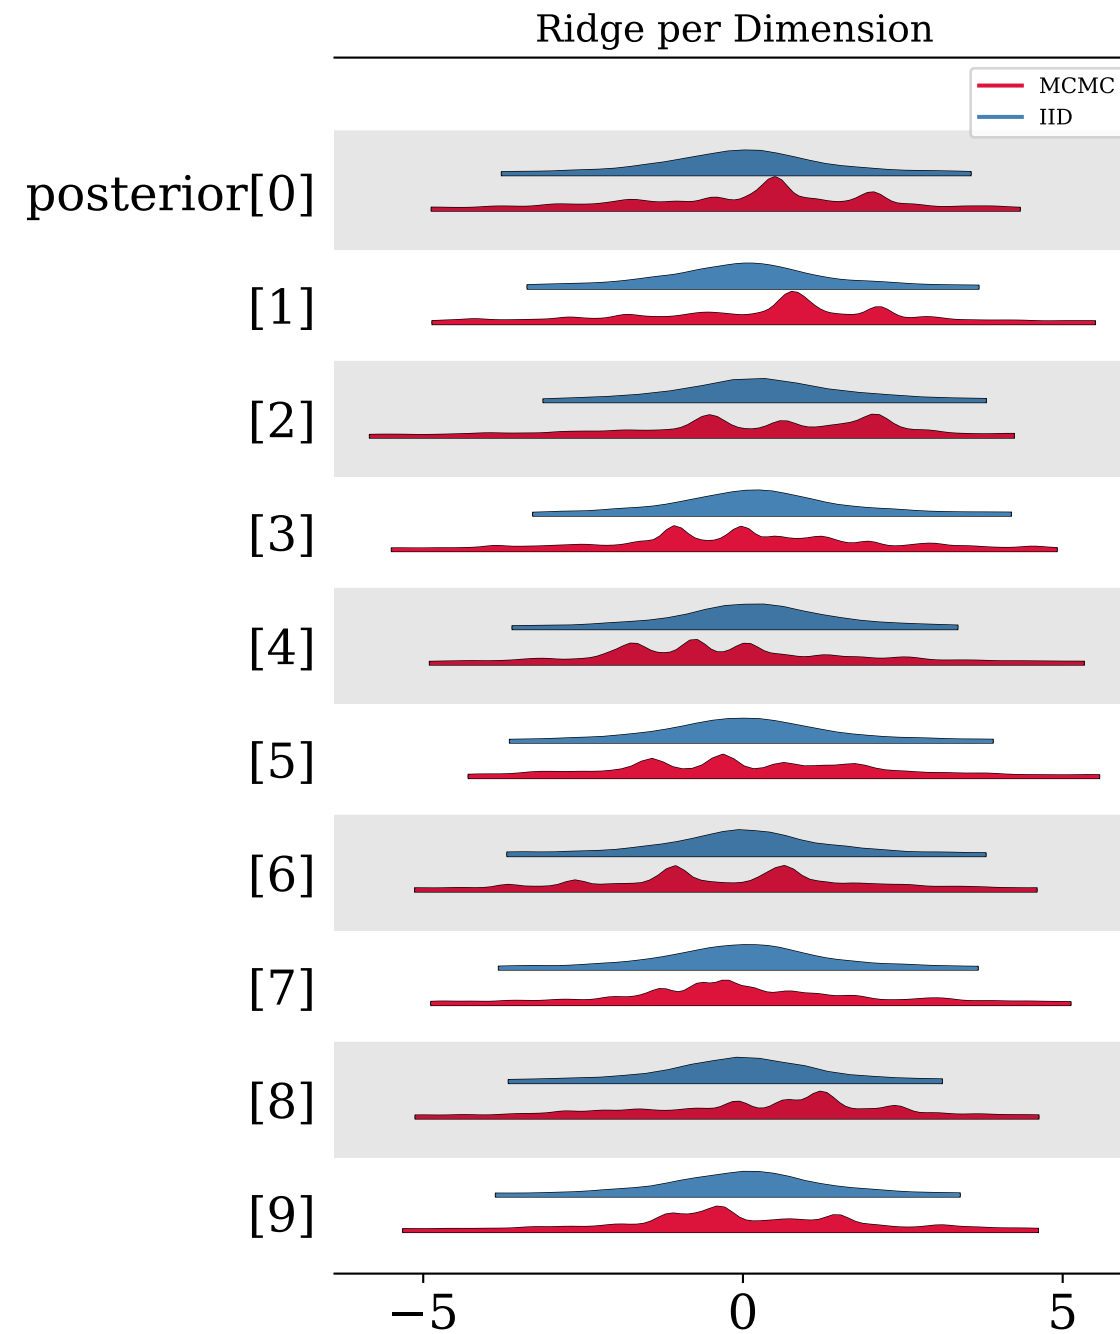 Ridge per Dimension
MCMC
IID
posterior[0]
[1]
[2]
[3]
[4]
[5]
[6]
[7]
[8]
[9]
−5 0 5